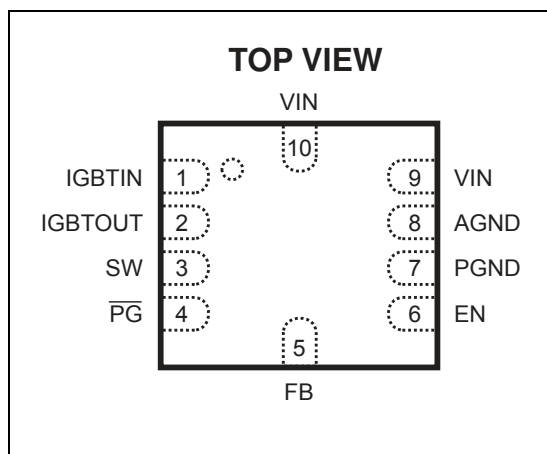 TOP VIEW
VIN
10
IGBTIN 1 9 VIN
IGBTOUT 2 8 AGND
SW 3 7 PGND
P̅G̅ 4 6 EN
5
FB